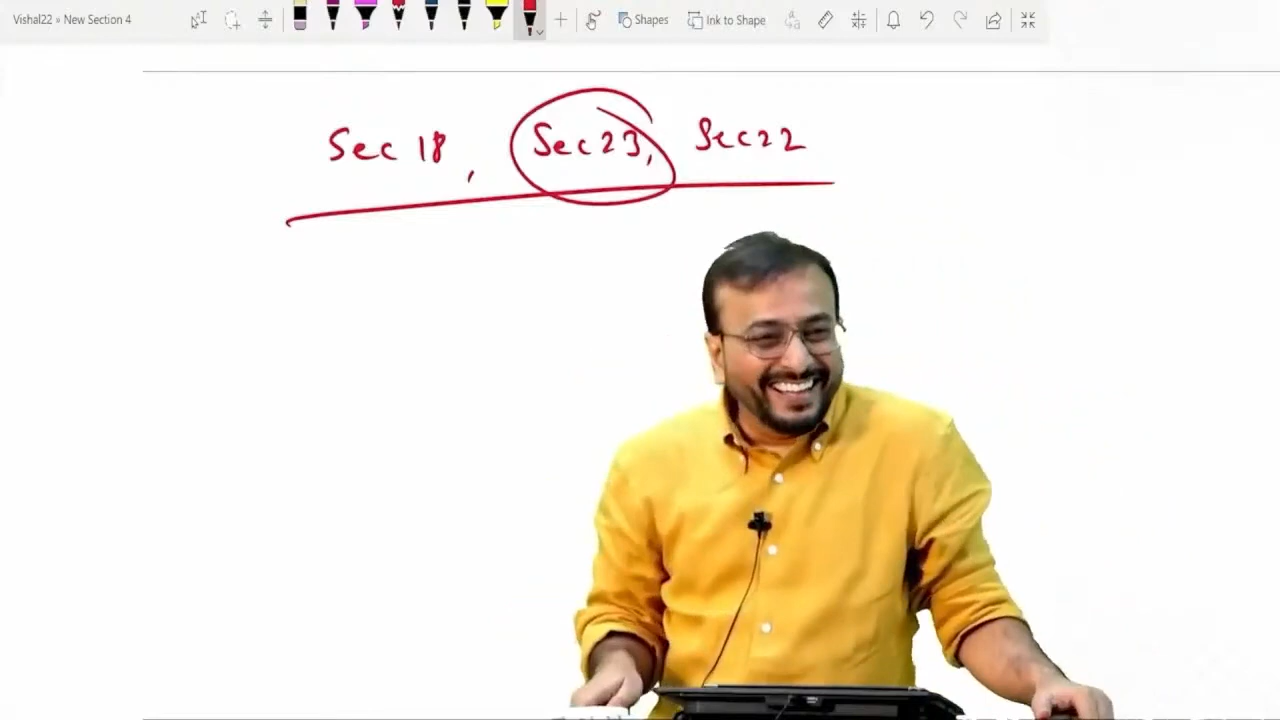 Vishal22 » New Section 4
Shapes
Ink to Shape
Sec 18, Sec 23, Sec 22